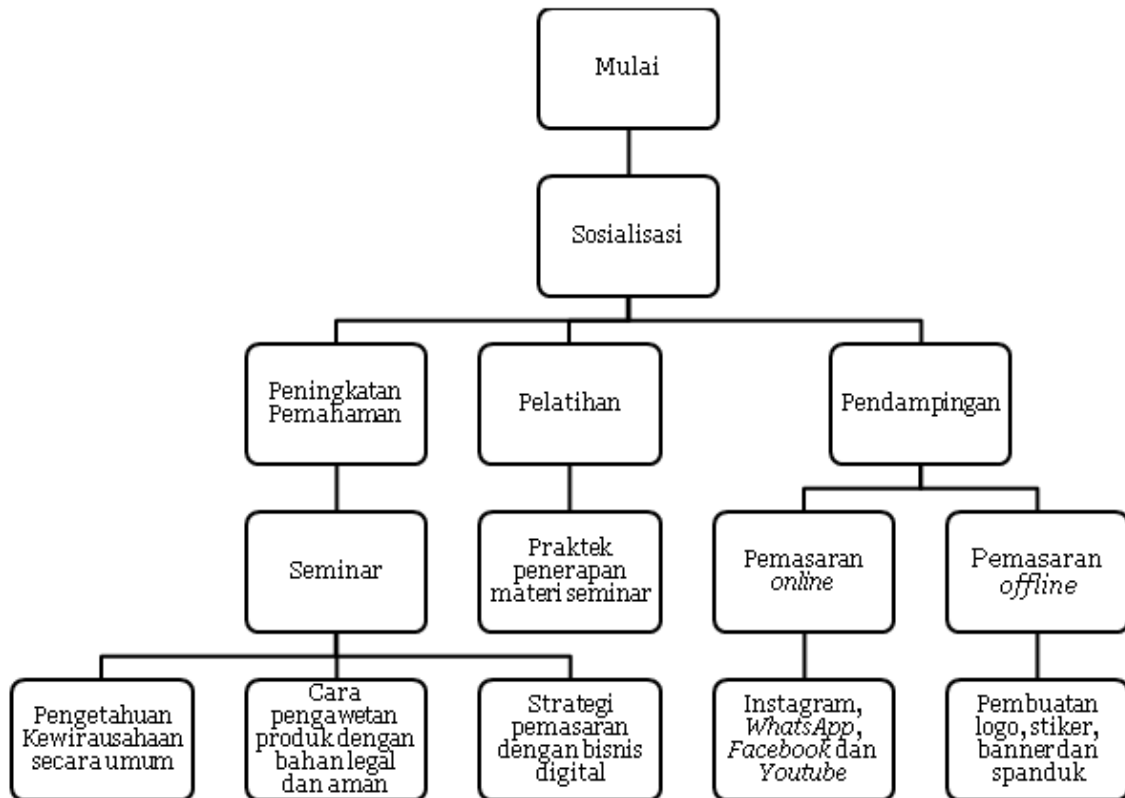 Mulai
Sosialisasi
Peningkatan
Pemahaman
Pelatihan
Pendampingan
Seminar
Praktek
penerapan
materi seminar
Pemasaran
online
Pemasaran
offline
Pengetahuan
Kewirausahaan
secara umum
Cara
pengawetan
produk dengan
bahan legal
dan aman
Strategi
pemasaran
dengan bisnis
digital
Instagram,
WhatsApp,
Facebook dan
Youtube
Pembuatan
logo, stiker,
banner dan
spanduk